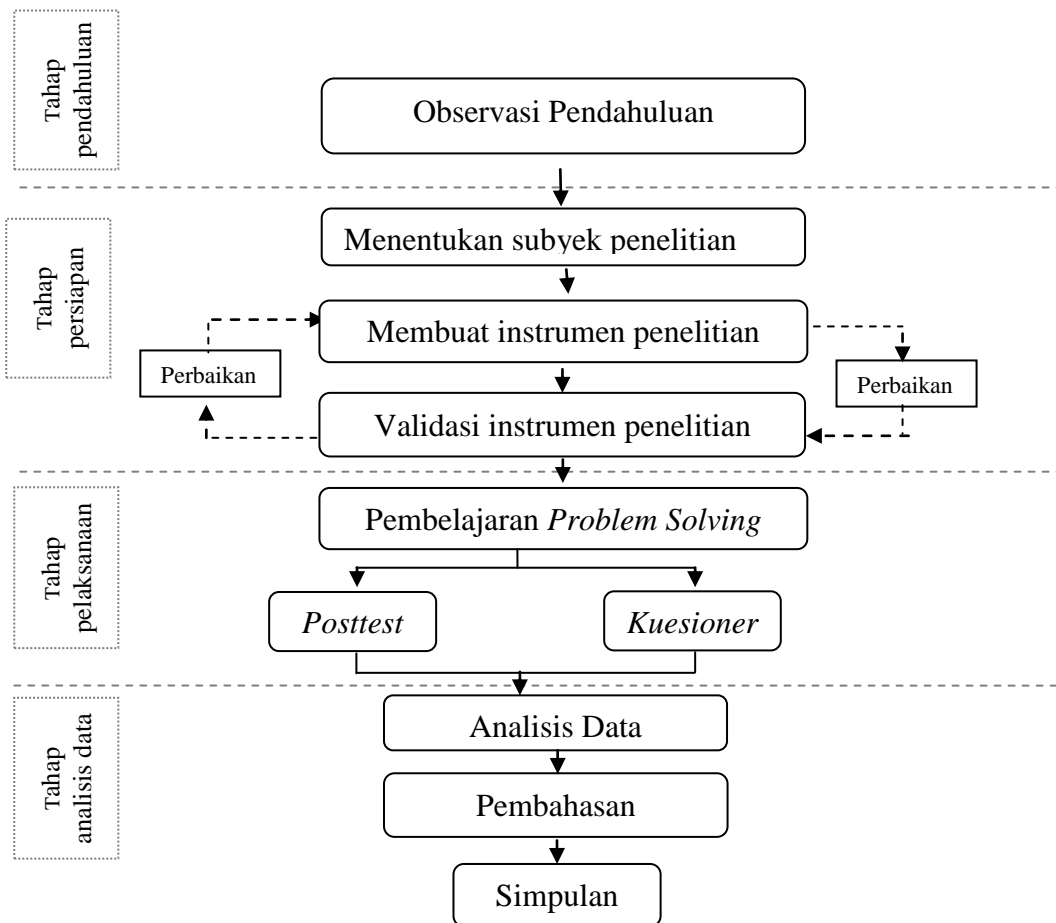 Tahap
pendahuluan
Observasi Pendahuluan
Tahap
persiapan
Menentukan subyek penelitian
Membuat instrumen penelitian
Perbaikan
Perbaikan
Validasi instrumen penelitian
Tahap
pelaksanaan
Pembelajaran Problem Solving
Posttest
Kuesioner
Tahap
analisis data
Analisis Data
Pembahasan
Simpulan